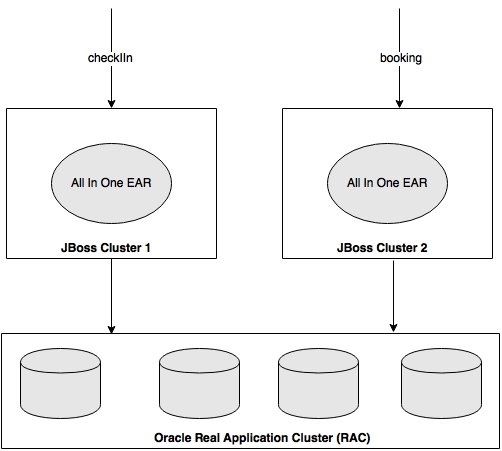 checkIIn
booking
All In One EAR
All In One EAR
JBoss Cluster 1
JBoss Cluster 2
Oracle Real Application Cluster (RAC)